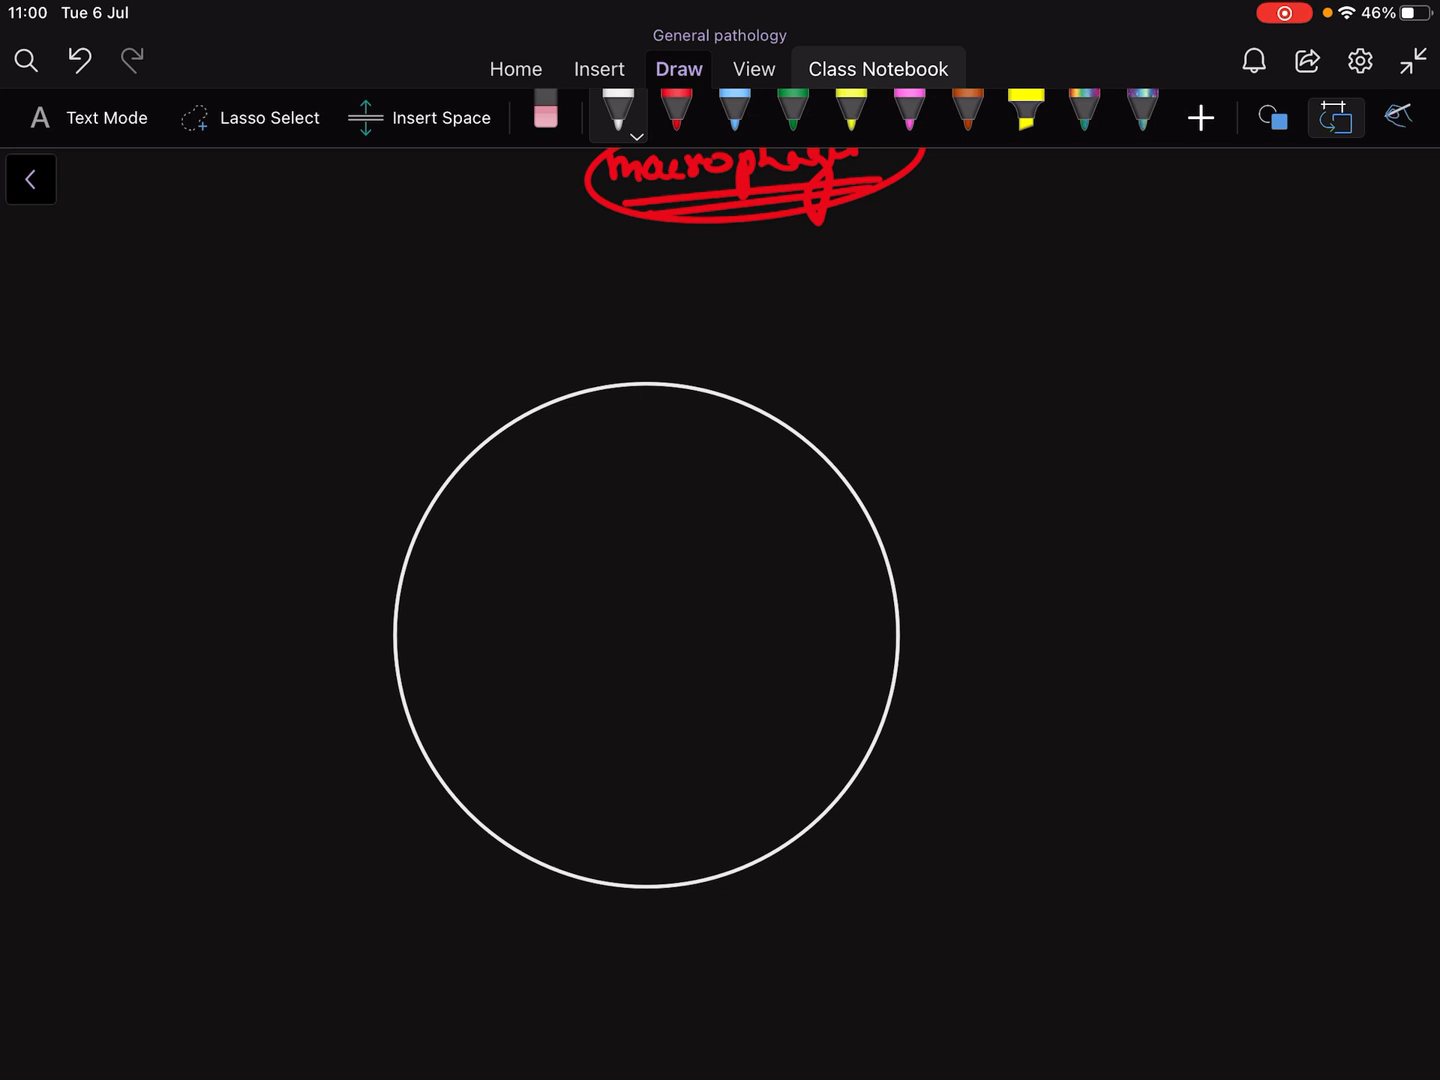 11:00 Tue 6 Jul
46%
General pathology
Home Insert Draw View Class Notebook
A Text Mode Lasso Select Insert Space